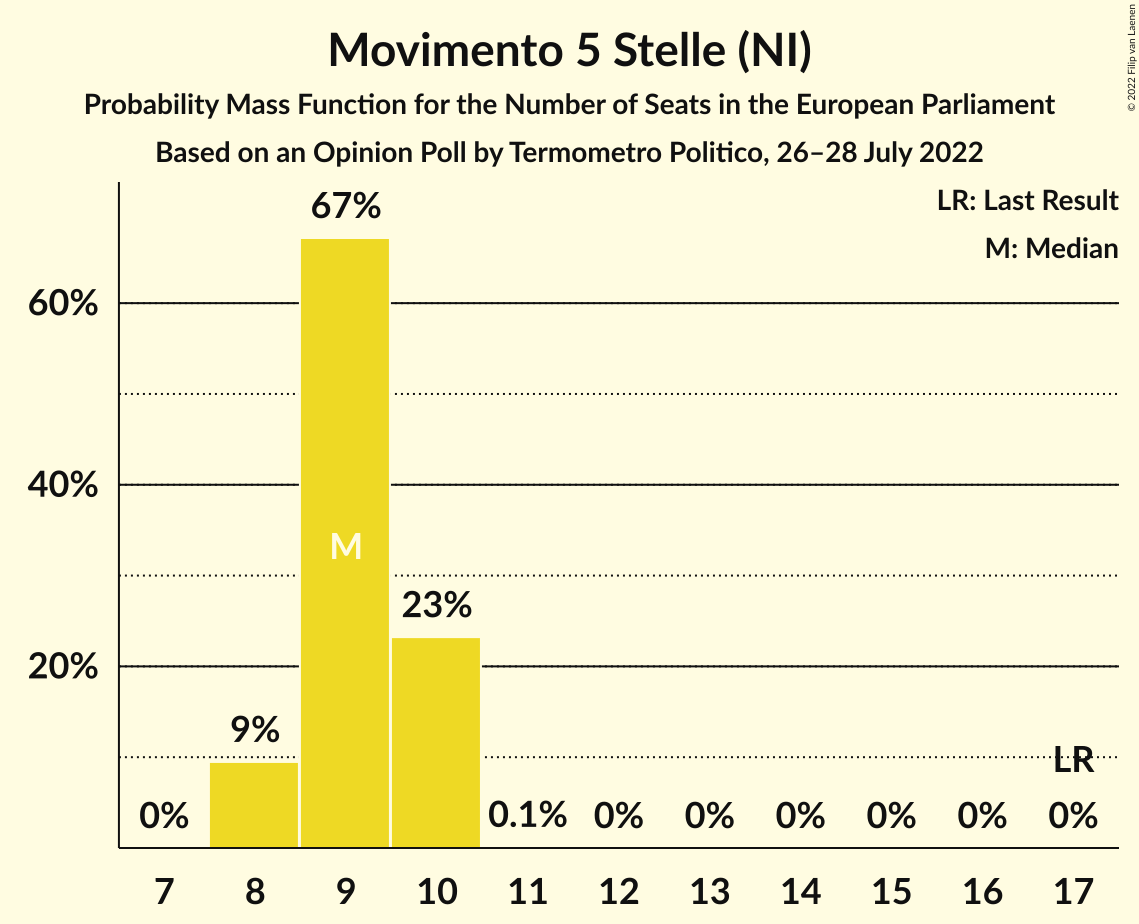 © 2022 Filip van Laenen
Movimento 5 Stelle (NI)
Probability Mass Function for the Number of Seats in the European Parliament
Based on an Opinion Poll by Termometro Politico, 26–28 July 2022
LR: Last Result
M: Median
67%
60%
40%
M
23%
20%
9%
LR
0%
0.1%
0%
0%
0%
0%
0%
0%
7 8 9 10 11 12 13 14 15 16 17